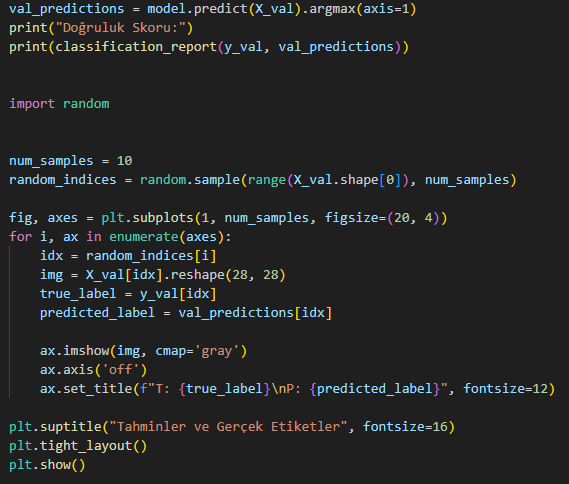 val_predictions = model.predict(X_val).argmax(axis=1)
print("Doğruluk Skoru:")
print(classification_report(y_val, val_predictions))
import random
num_samples = 10
random_indices = random.sample(range(X_val.shape[0]), num_samples)
fig, axes = plt.subplots(1, num_samples, figsize=(20, 4))
for i, ax in enumerate(axes):
    idx = random_indices[i]
    img = X_val[idx].reshape(28, 28)
    true_label = y_val[idx]
    predicted_label = val_predictions[idx]
    ax.imshow(img, cmap='gray')
    ax.axis('off')
    ax.set_title(f"T: {true_label}\nP: {predicted_label}", fontsize=12)
plt.suptitle("Tahminler ve Gerçek Etiketler", fontsize=16)
plt.tight_layout()
plt.show()